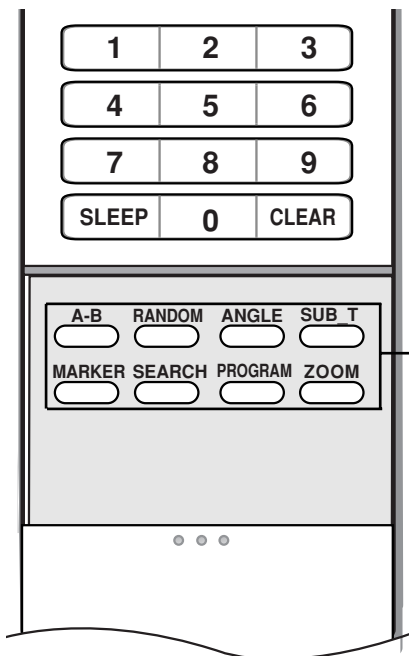 1 2 3
4 5 6
7 8 9
SLEEP 0 CLEAR
A-B RANDOM ANGLE SUB_T
MARKER SEARCH PROGRAM ZOOM